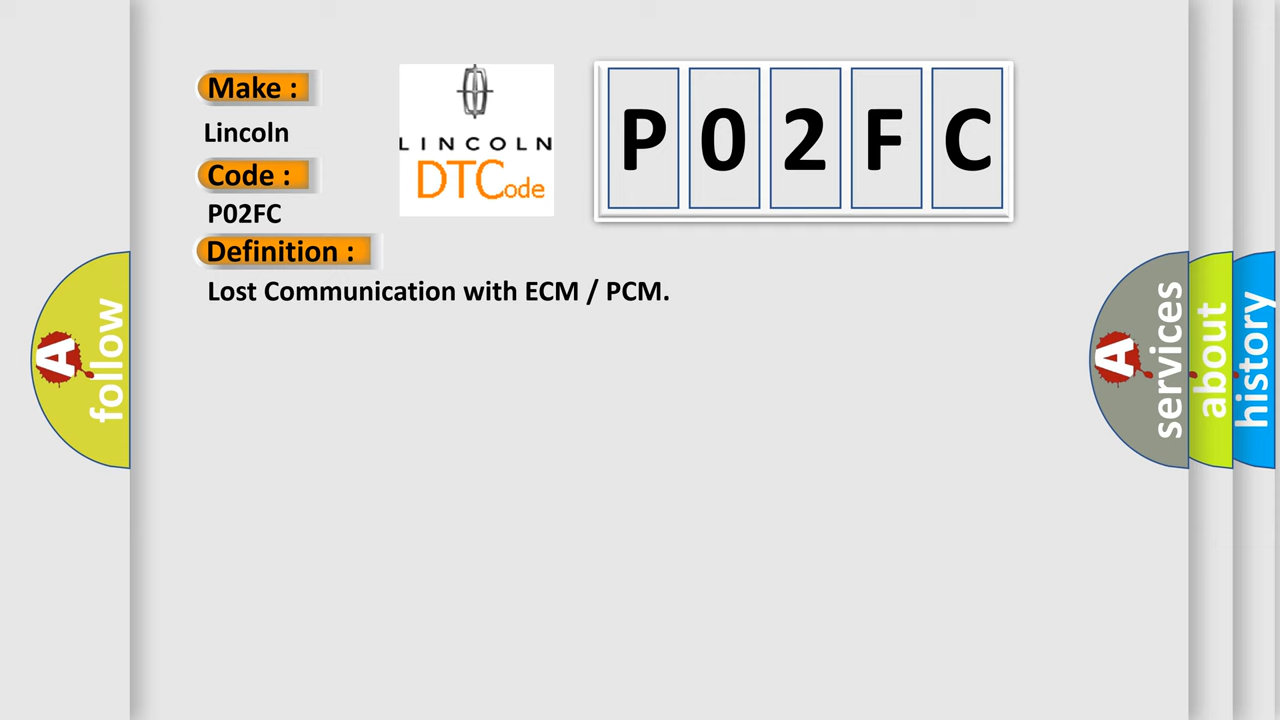 Make :
Lincoln
Code :
P02FC
Definition :
Lost Communication with ECM / PCM.
LINCOLN
DTCode
P 0 2 F C
A follow
A services
about
history